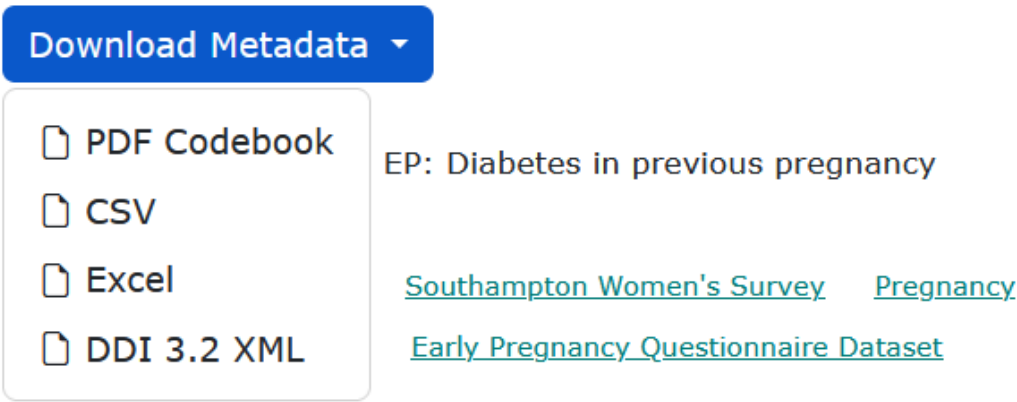 Download Metadata
PDF Codebook
CSV
Excel
DDI 3.2 XML
EP: Diabetes in previous pregnancy
Southampton Women's Survey Pregnancy
Early Pregnancy Questionnaire Dataset